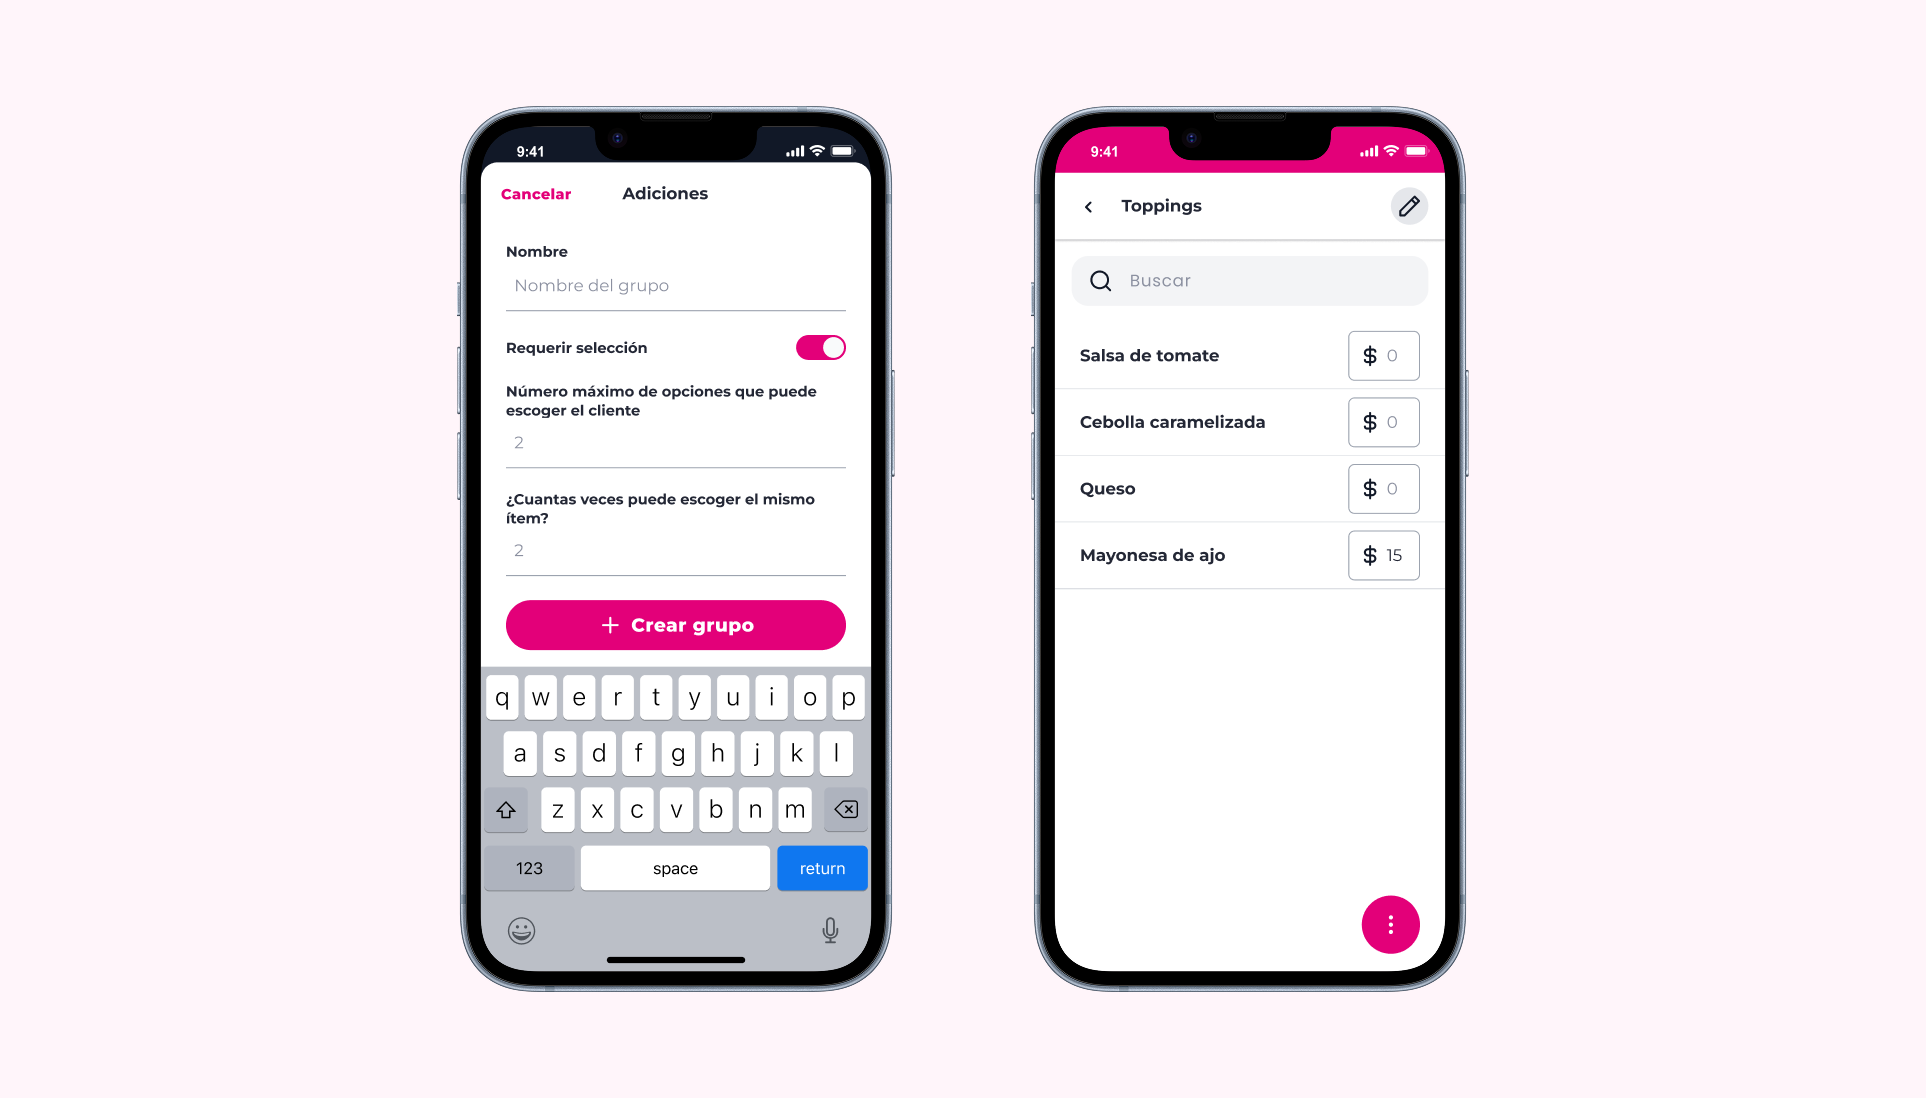 9:41
Cancelar
Adiciones
Nombre
Nombre del grupo
Requerir selección
Número máximo de opciones que puede
escoger el cliente
2
¿Cuantas veces puede escoger el mismo
ítem?
2
+ Crear grupo
q w e r t y u i o p
a s d f g h j k l
z x c v b n m
123 space return
9:41
Toppings
Buscar
Salsa de tomate $ 0
Cebolla caramelizada $ 0
Queso $ 0
Mayonesa de ajo $ 15